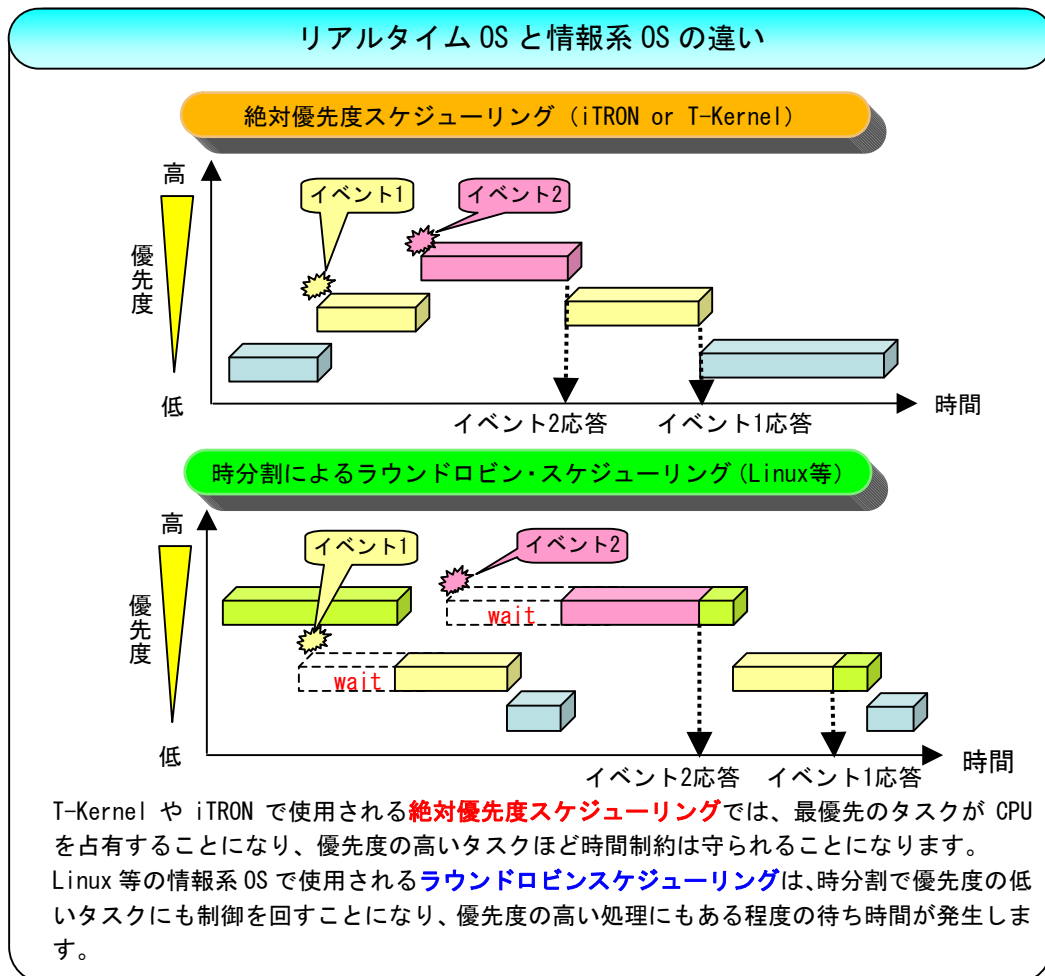 リアルタイム OS と情報系 OS の違い
絶対優先度スケジューリング（iTRON or T-Kernel）
高
イベント1
イベント2
優先度
低
時間
イベント2応答
イベント1応答
時分割によるラウンドロビン・スケジューリング（Linux等）
高
イベント1
イベント2
wait
優先度
wait
低
時間
イベント2応答
イベント1応答
T-Kernel や iTRON で使用される絶対優先度スケジューリングでは、最優先のタスクが CPU
を占有することになり、優先度の高いタスクほど時間制約は守られることになります。
Linux 等の情報系 OS で使用されるラウンドロビンスケジューリングは、時分割で優先度の低
いタスクにも制御を回すことになり、優先度の高い処理にもある程度の待ち時間が発生しま
す。